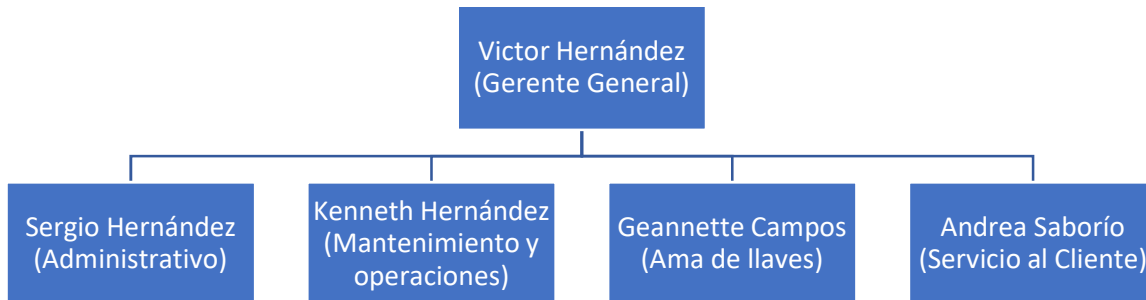 Victor Hernández
(Gerente General)
Sergio Hernández
(Administrativo)
Kenneth Hernández
(Mantenimiento y
operaciones)
Geannette Campos
(Ama de llaves)
Andrea Saborío
(Servicio al Cliente)